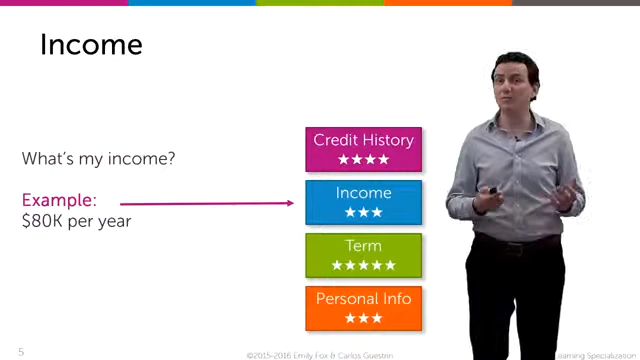 Income
What's my income?
Example:
$80K per year
Credit History
★★★★
Income
★★★
Term
★★★★★
Personal Info
★★★
5
©2015-2016 Emily Fox & Carlos Guestrin
Learning Specialization